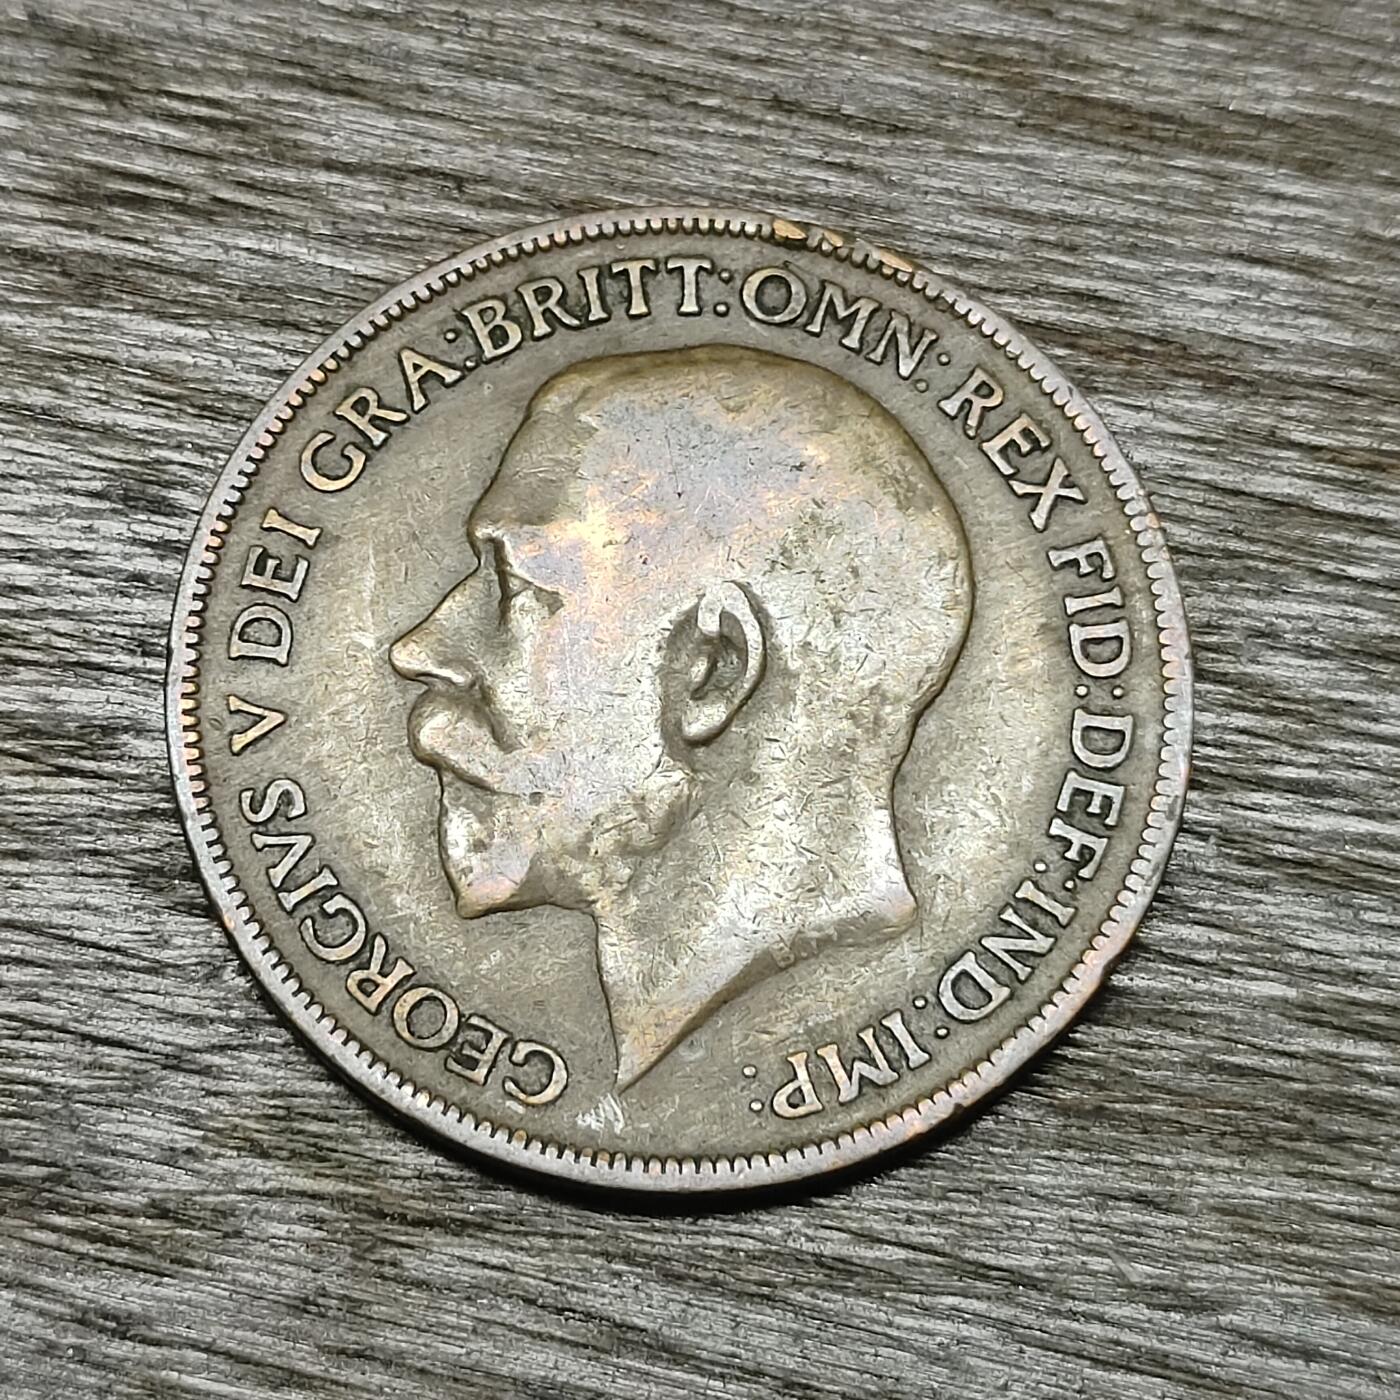 GEORGIVS V DEI GRA:BRITT:OMN:REX FID:DEF:IND:IMP: